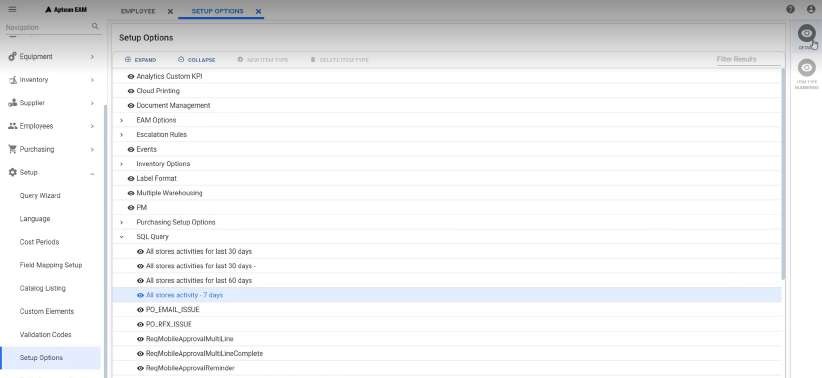 Aptean EAM
EMPLOYEE
SETUP OPTIONS
Navigation
Setup Options
EXPAND
COLLAPSE
NEW ITEM TYPE
DELETE ITEM TYPE
Filter Results
Equipment
Inventory
Supplier
Employees
Purchasing
Setup
Query Wizard
Language
Cost Periods
Field Mapping Setup
Catalog Listing
Custom Elements
Validation Codes
Setup Options
Analytics Custom KPI
Cloud Printing
Document Management
EAM Options
Escalation Rules
Events
Inventory Options
Label Format
Multiple Warehousing
PM
Purchasing Setup Options
SQL Query
All stores activities for last 30 days
All stores activities for last 30 days -
All stores activities for last 60 days
All stores activity - 7 days
PO_EMAIL_ISSUE
PO_RFX_ISSUE
ReqMobileApprovalMultiLine
ReqMobileApprovalMultiLineComplete
ReqMobileApprovalReminder
ITEM TYPE
NUMBERING